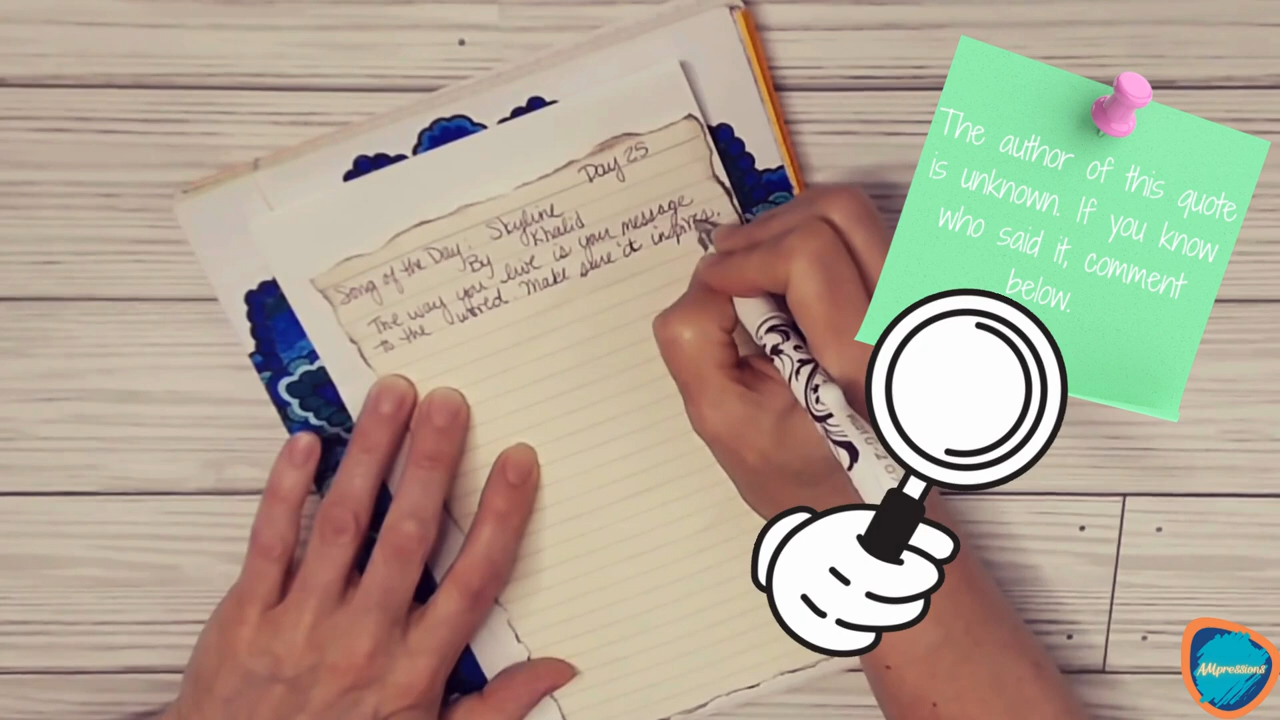 Day 25
Song of the Day: Skyline
By Khalid
The way you live is your message
to the world. Make sure it inspires.
The author of this quote
is unknown. If you know
who said it, comment
below.
AMpressions